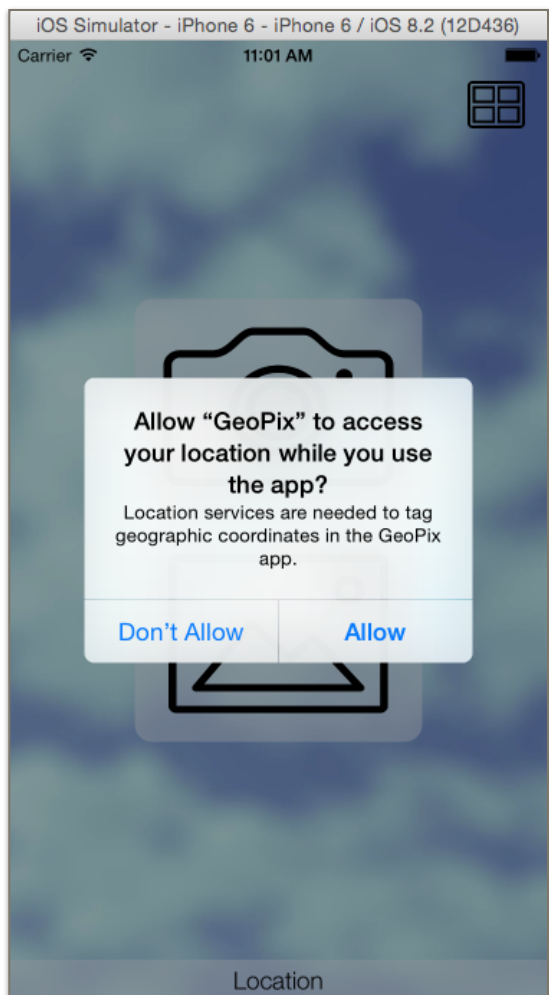 iOS Simulator - iPhone 6 - iPhone 6 / iOS 8.2 (12D436)
Carrier 11:01 AM
Allow “GeoPix” to access
your location while you use
the app?
Location services are needed to tag
geographic coordinates in the GeoPix
app.
Don’t Allow Allow
Location